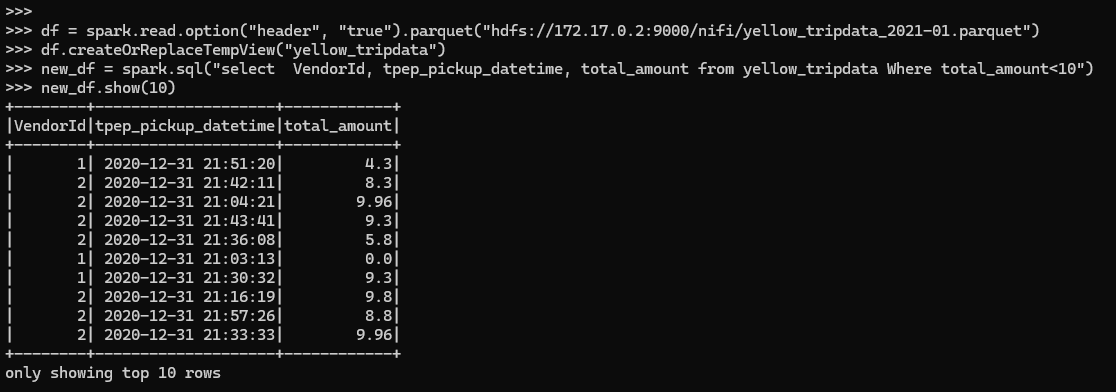 >>>
>>> df = spark.read.option("header", "true").parquet("hdfs://172.17.0.2:9000/nifi/yellow_tripdata_2021-01.parquet")
>>> df.createOrReplaceTempView("yellow_tripdata")
>>> new_df = spark.sql("select  VendorId, tpep_pickup_datetime, total_amount from yellow_tripdata Where total_amount<10")
>>> new_df.show(10)
+--------+--------------------+------------+
|VendorId|tpep_pickup_datetime|total_amount|
+--------+--------------------+------------+
|       1| 2020-12-31 21:51:20|         4.3|
|       2| 2020-12-31 21:42:11|         8.3|
|       2| 2020-12-31 21:04:21|        9.96|
|       2| 2020-12-31 21:43:41|         9.3|
|       2| 2020-12-31 21:36:08|         5.8|
|       1| 2020-12-31 21:03:13|         0.0|
|       1| 2020-12-31 21:30:32|         9.3|
|       2| 2020-12-31 21:16:19|         9.8|
|       2| 2020-12-31 21:57:26|         8.8|
|       2| 2020-12-31 21:33:33|        9.96|
+--------+--------------------+------------+
only showing top 10 rows